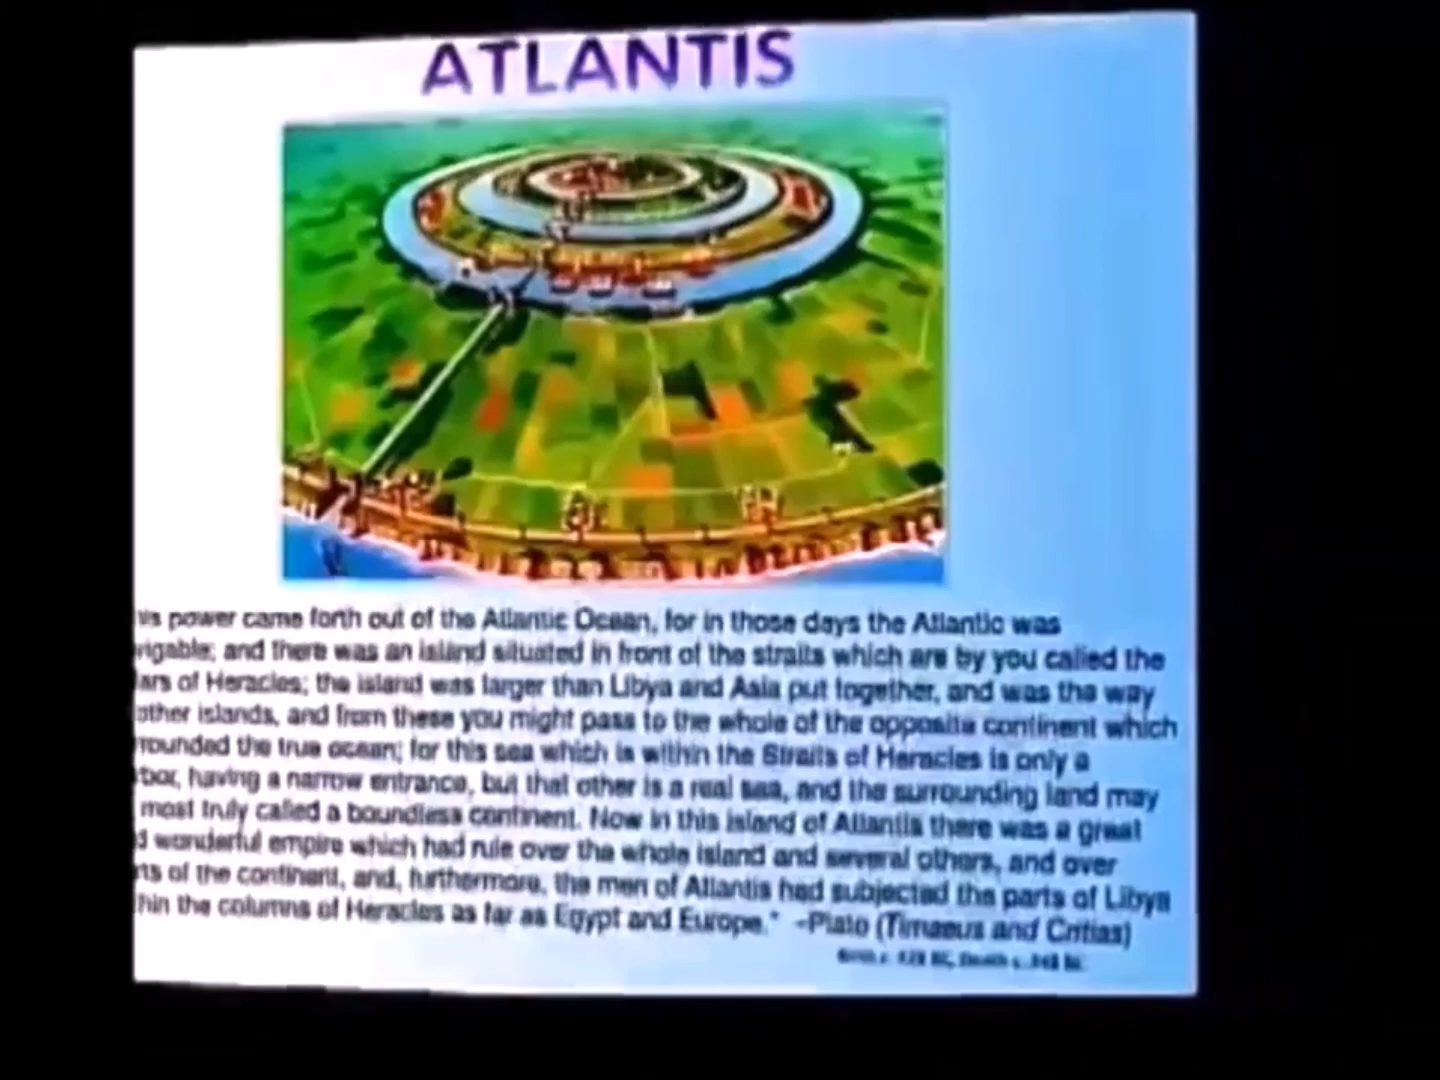 ATLANTIS
his power came forth out of the Atlantic Ocean, for in those days the Atlantic was
vigable; and there was an island situated in front of the straits which are by you called the
lars of Heracles; the island was larger than Libya and Asia put together, and was the way
other islands, and from these you might pass to the whole of the opposite continent which
rrounded the true ocean; for this sea which is within the Straits of Heracles is only a
rbor, having a narrow entrance, but that other is a real sea, and the surrounding land may
most truly called a boundless continent. Now in this island of Atlantis there was a great
d wonderful empire which had rule over the whole island and several others, and over
rts of the continent, and, furthermore, the men of Atlantis had subjected the parts of Libya
thin the columns of Heracles as far as Egypt and Europe." -Plato (Timaeus and Critias)